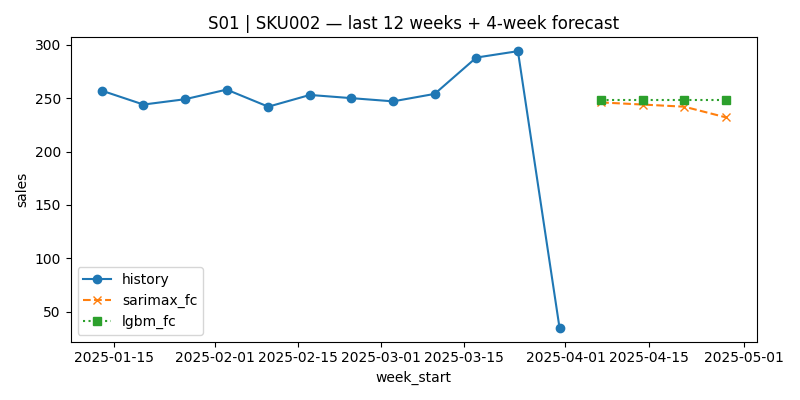 S01 | SKU002 — last 12 weeks + 4-week forecast
sales
300
250
200
150
100
50
history
sarimax_fc
lgbm_fc
2025-01-15 2025-02-01 2025-02-15 2025-03-01 2025-03-15 2025-04-01 2025-04-15 2025-05-01
week_start